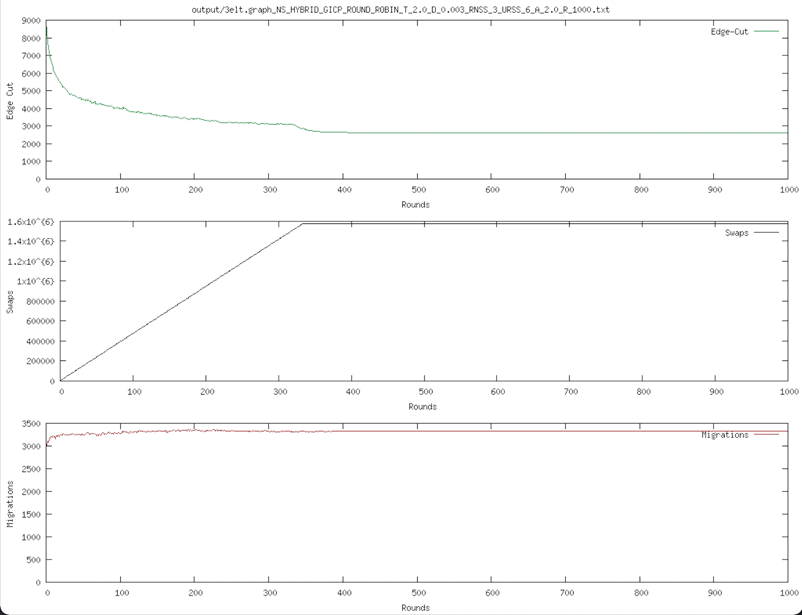 output/3elt.graph_NS_HYBRID_GICP_ROUND_ROBIN_T_2.0_D_0.003_RNSS_3_URSS_6_A_2.0_R_1000.txt
9000
8000
7000
6000
5000
4000
3000
2000
1000
0
Edge Cut
Edge-Cut
0 100 200 300 400 500 600 700 800 900 1000
Rounds
1.6x10^{6}
1.4x10^{6}
1.2x10^{6}
1x10^{6}
800000
600000
400000
200000
0
Swaps
Swaps
0 100 200 300 400 500 600 700 800 900 1000
Rounds
3500
3000
2500
2000
1500
1000
500
0
Migrations
Migrations
0 100 200 300 400 500 600 700 800 900 1000
Rounds